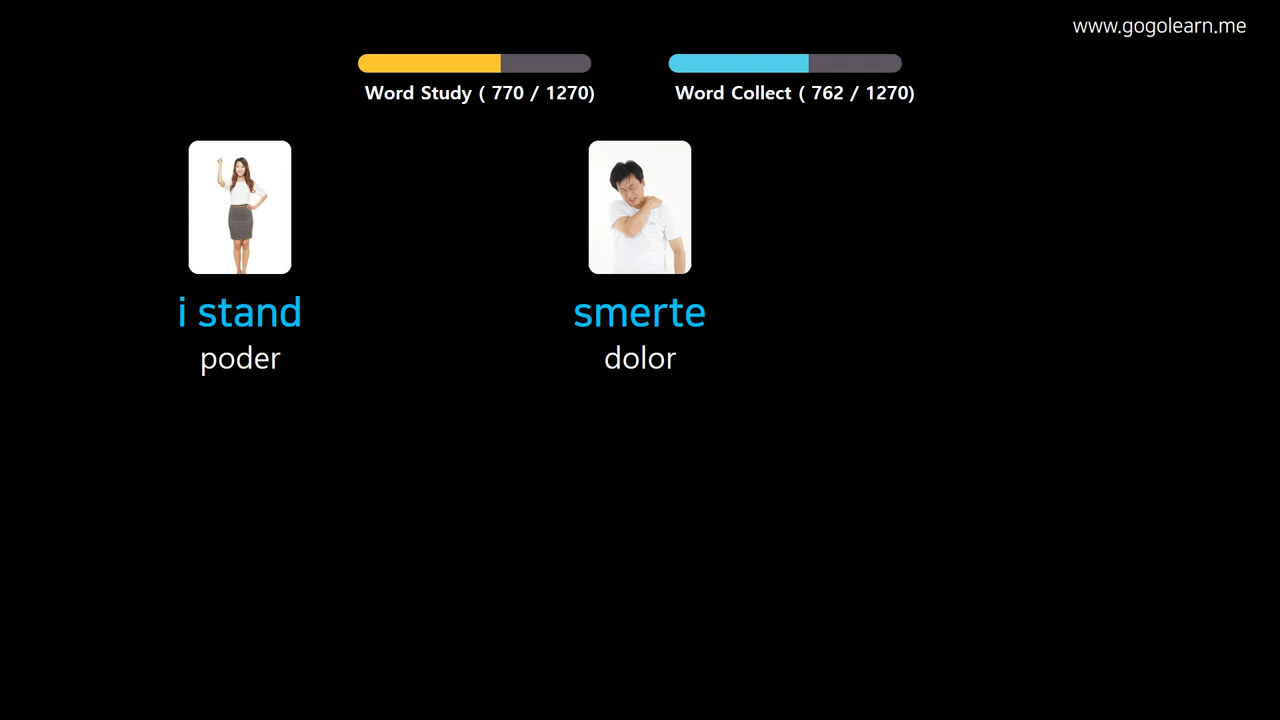 www.gogolearn.me
Word Study ( 770 / 1270)
Word Collect ( 762 / 1270)
i stand
smerte
poder
dolor